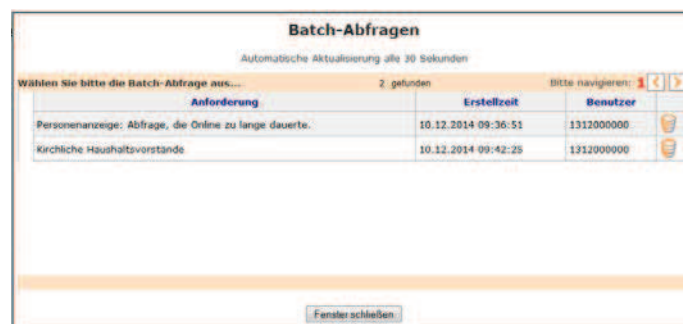 Batch-Abfragen
Automatische Aktualisierung alle 30 Sekunden
Wählen Sie bitte die Batch-Abfrage aus... 2 gefunden Bitte navigieren: 1
Anforderung Erstellzeit Benutzer
Personenanzeige: Abfrage, die Online zu lange dauerte. 10.12.2014 09:36:51 1312000000
Kirchliche Haushaltsvorstände 10.12.2014 09:42:25 1312000000
Fenster schließen